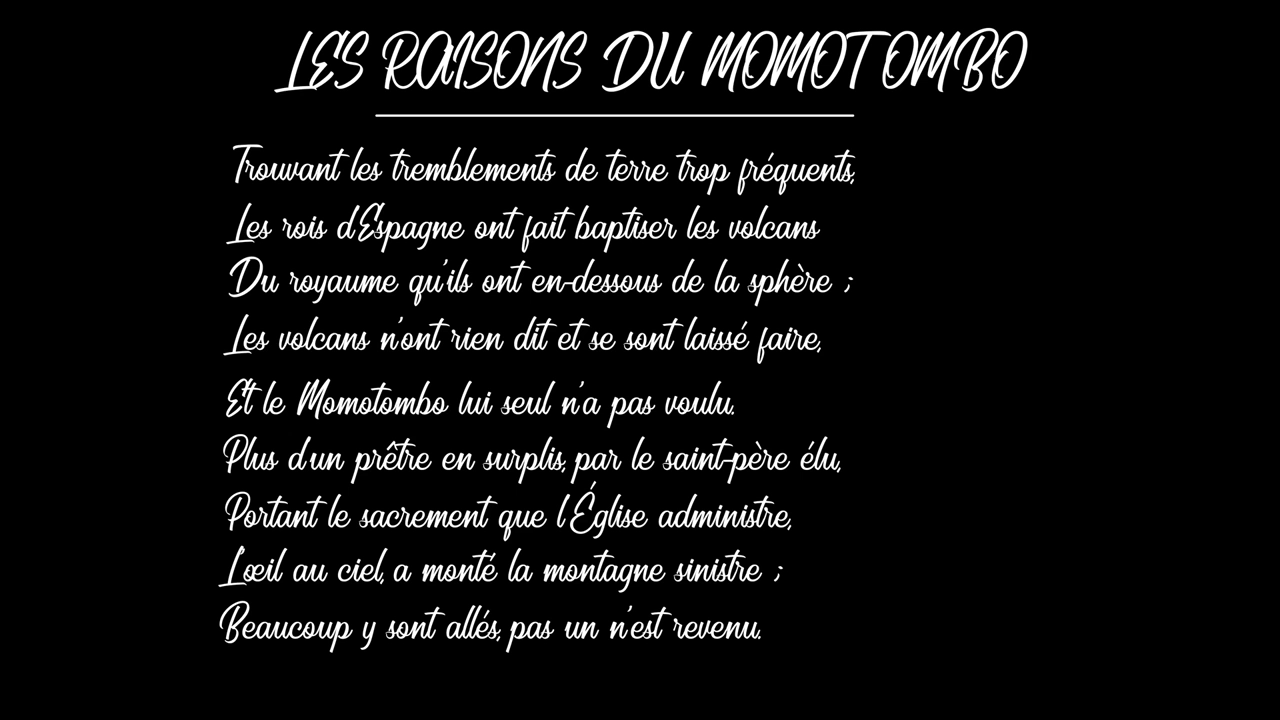 LES RAISONS DU MOMOTOMBO
Trouvant les tremblements de terre trop fréquents,
Les rois d'Espagne ont fait baptiser les volcans
Du royaume qu'ils ont en-dessous de la sphère ;
Les volcans n'ont rien dit et se sont laissé faire,
Et le Momotombo lui seul n'a pas voulu.
Plus d'un prêtre en surplis, par le saint-père élu,
Portant le sacrement que l'Église administre,
L'œil au ciel, a monté la montagne sinistre ;
Beaucoup y sont allés, pas un n'est revenu.